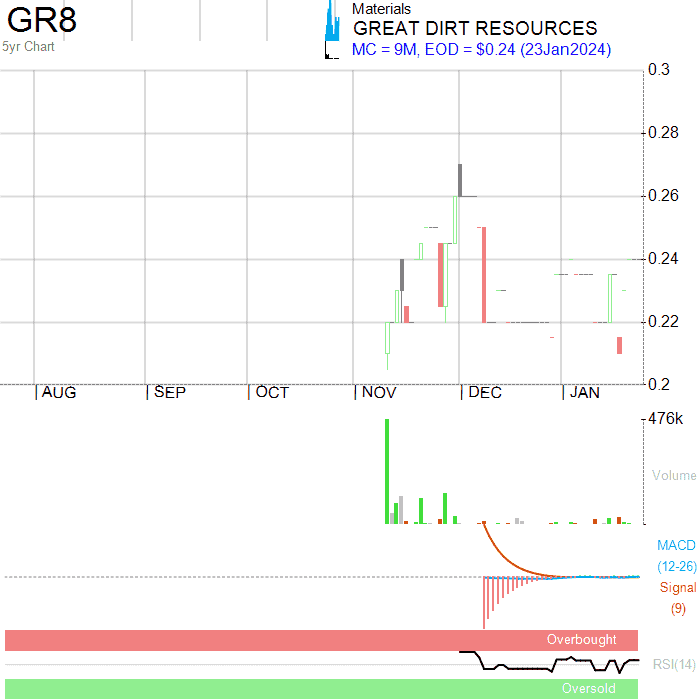 GR8
Materials
GREAT DIRT RESOURCES
5yr Chart
MC = 9M, EOD = $0.24 (23Jan2024)
0.3
0.28
0.26
0.24
0.22
0.2
AUG SEP OCT NOV DEC JAN
476k
Volume
MACD
(12-26)
Signal
(9)
Overbought
RSI(14)
Oversold